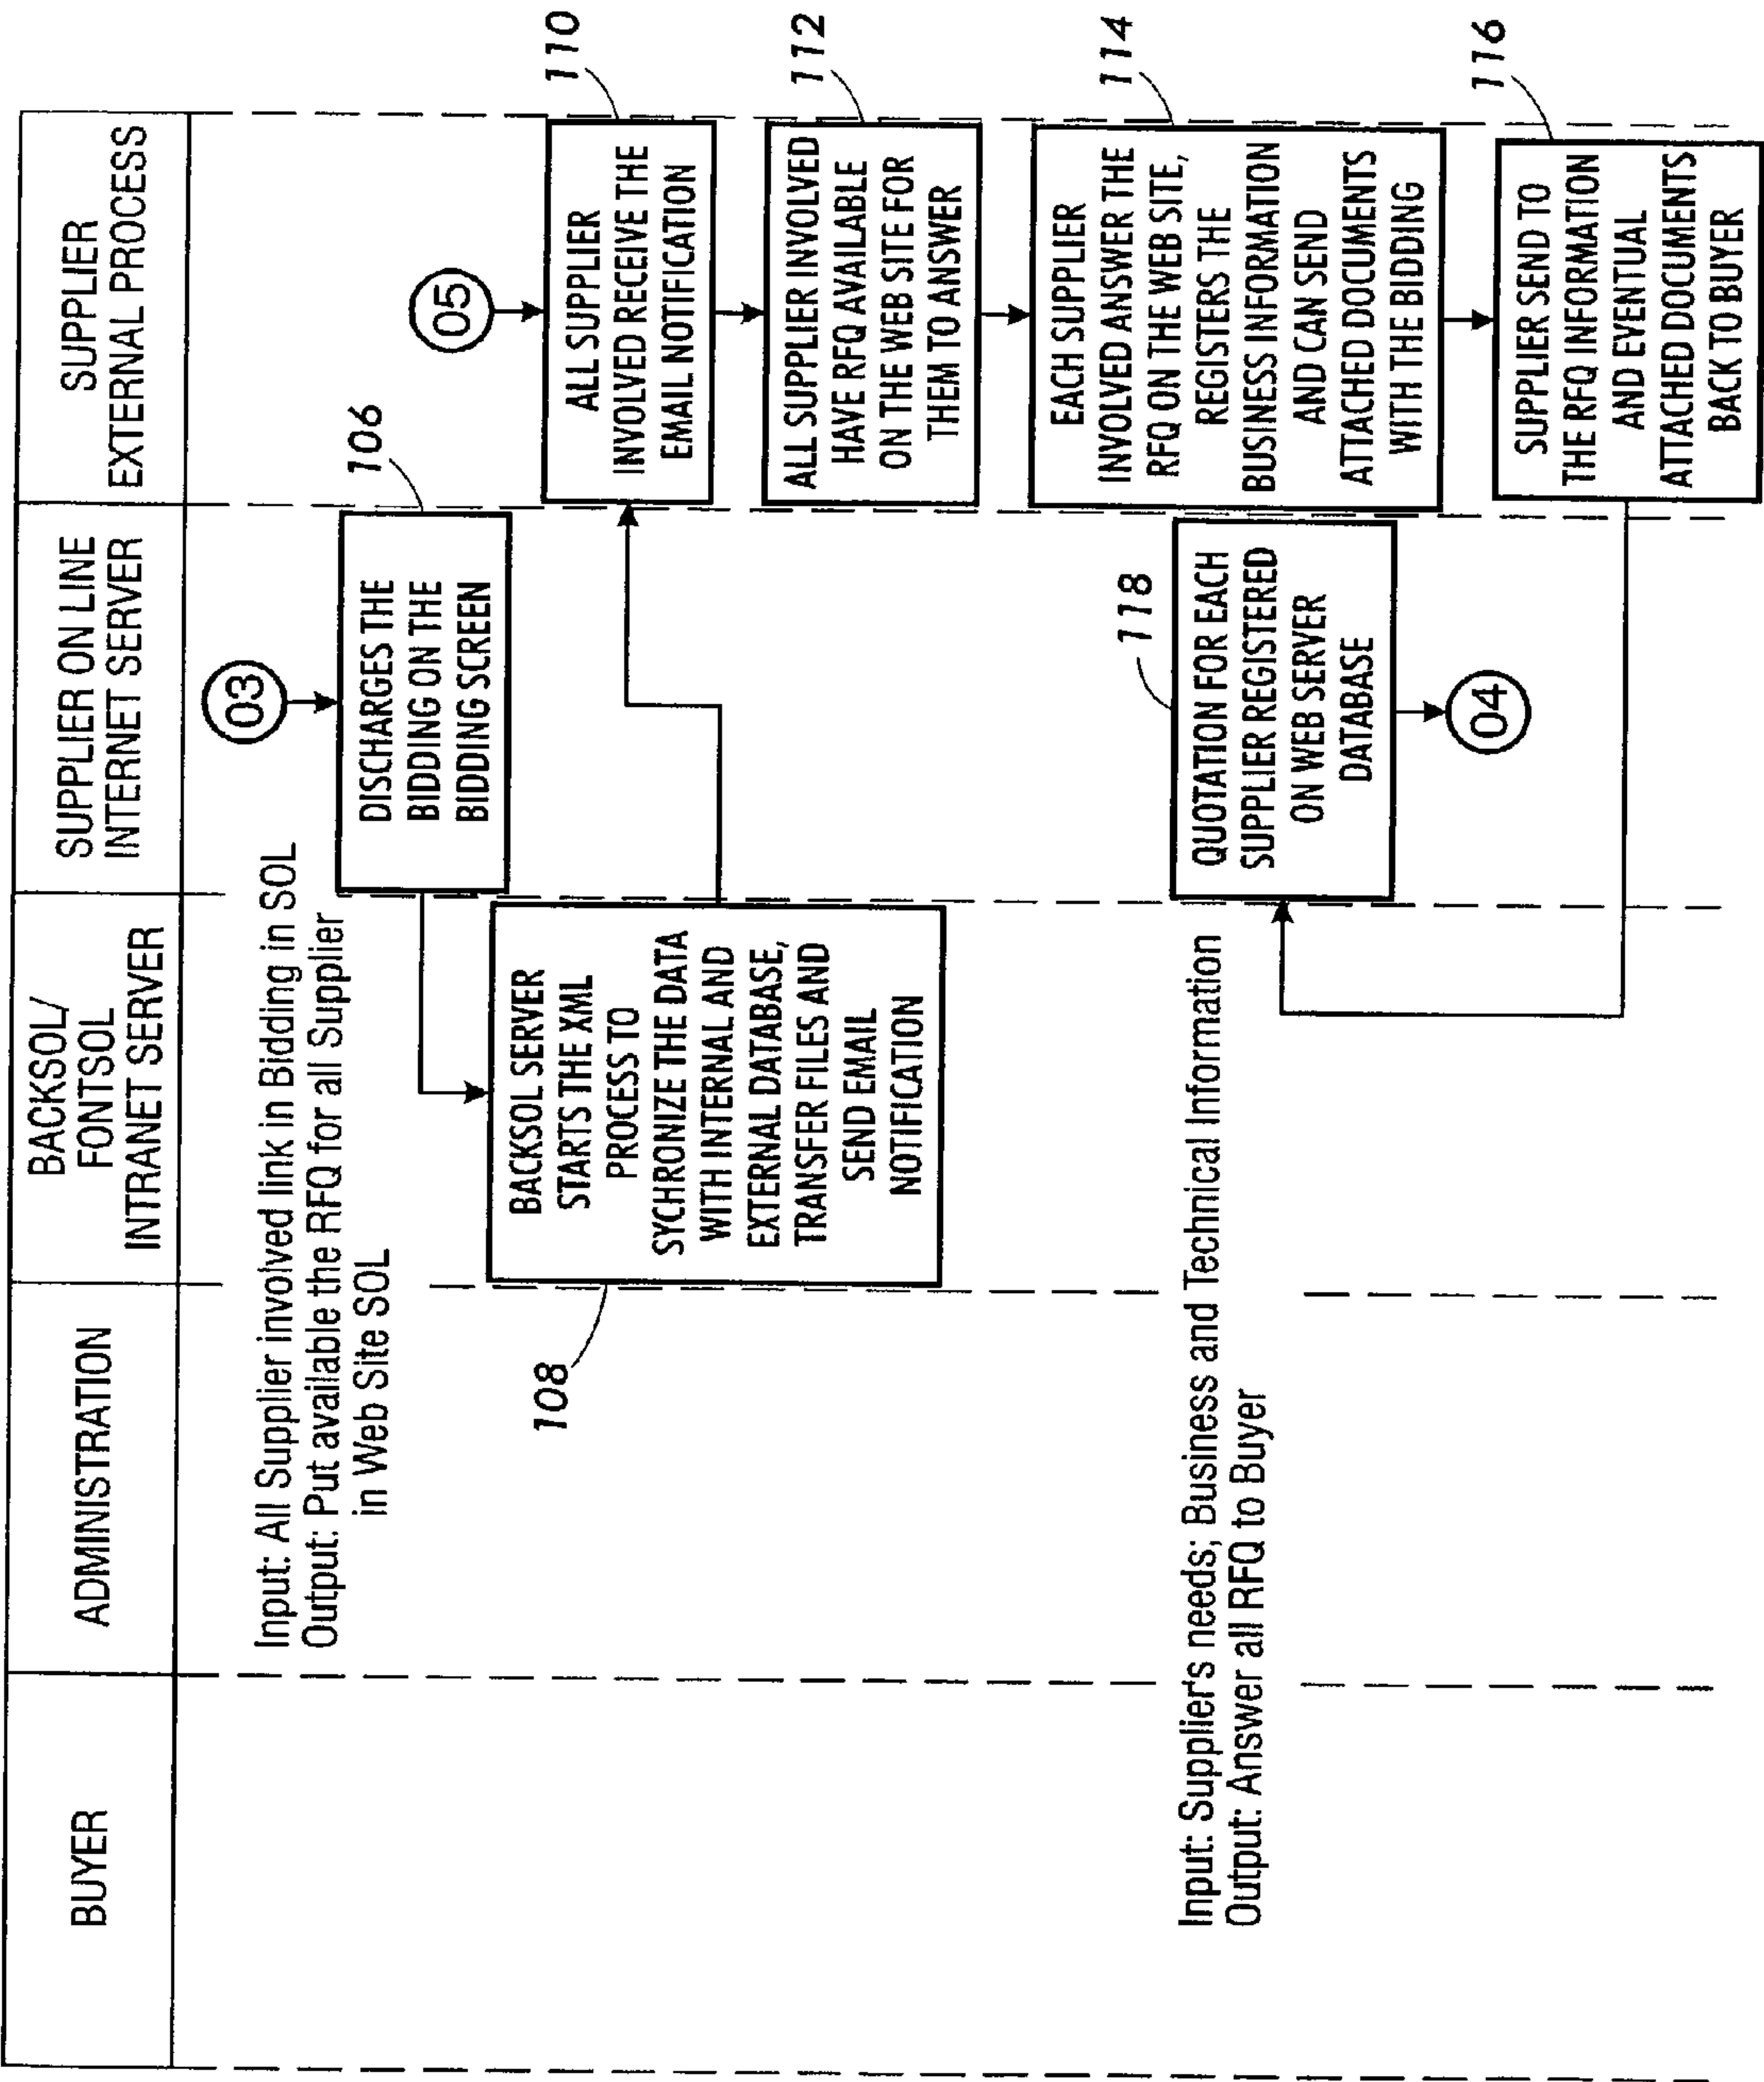 BUYER
ADMINISTRATION
BACKSOL/
FONTSOL
INTRANET SERVER
SUPPLIER ON LINE
INTERNET SERVER
SUPPLIER
EXTERNAL PROCESS
03
Input: All Supplier involved link in Bidding in SOL
Output: Put available the RFQ for all Supplier
in Web Site SOL
106
DISCHARGES THE
BIDDING ON THE
BIDDING SCREEN
05
108
BACKSOL SERVER
STARTS THE XML
PROCESS TO
SYCHRONIZE THE DATA
WITH INTERNAL AND
EXTERNAL DATABASE,
TRANSFER FILES AND
SEND EMAIL
NOTIFICATION
110
ALL SUPPLIER
INVOLVED RECEIVE THE
EMAIL NOTIFICATION
112
ALL SUPPLIER INVOLVED
HAVE RFQ AVAILABLE
ON THE WEB SITE FOR
THEM TO ANSWER
114
EACH SUPPLIER
INVOLVED ANSWER THE
RFQ ON THE WEB SITE,
REGISTERS THE
BUSINESS INFORMATION
AND CAN SEND
ATTACHED DOCUMENTS
WITH THE BIDDING
Input: Supplier's needs; Business and Technical Information
Output: Answer all RFQ to Buyer
118
QUOTATION FOR EACH
SUPPLIER REGISTERED
ON WEB SERVER
DATABASE
04
116
SUPPLIER SEND TO
THE RFQ INFORMATION
AND EVENTUAL
ATTACHED DOCUMENTS
BACK TO BUYER